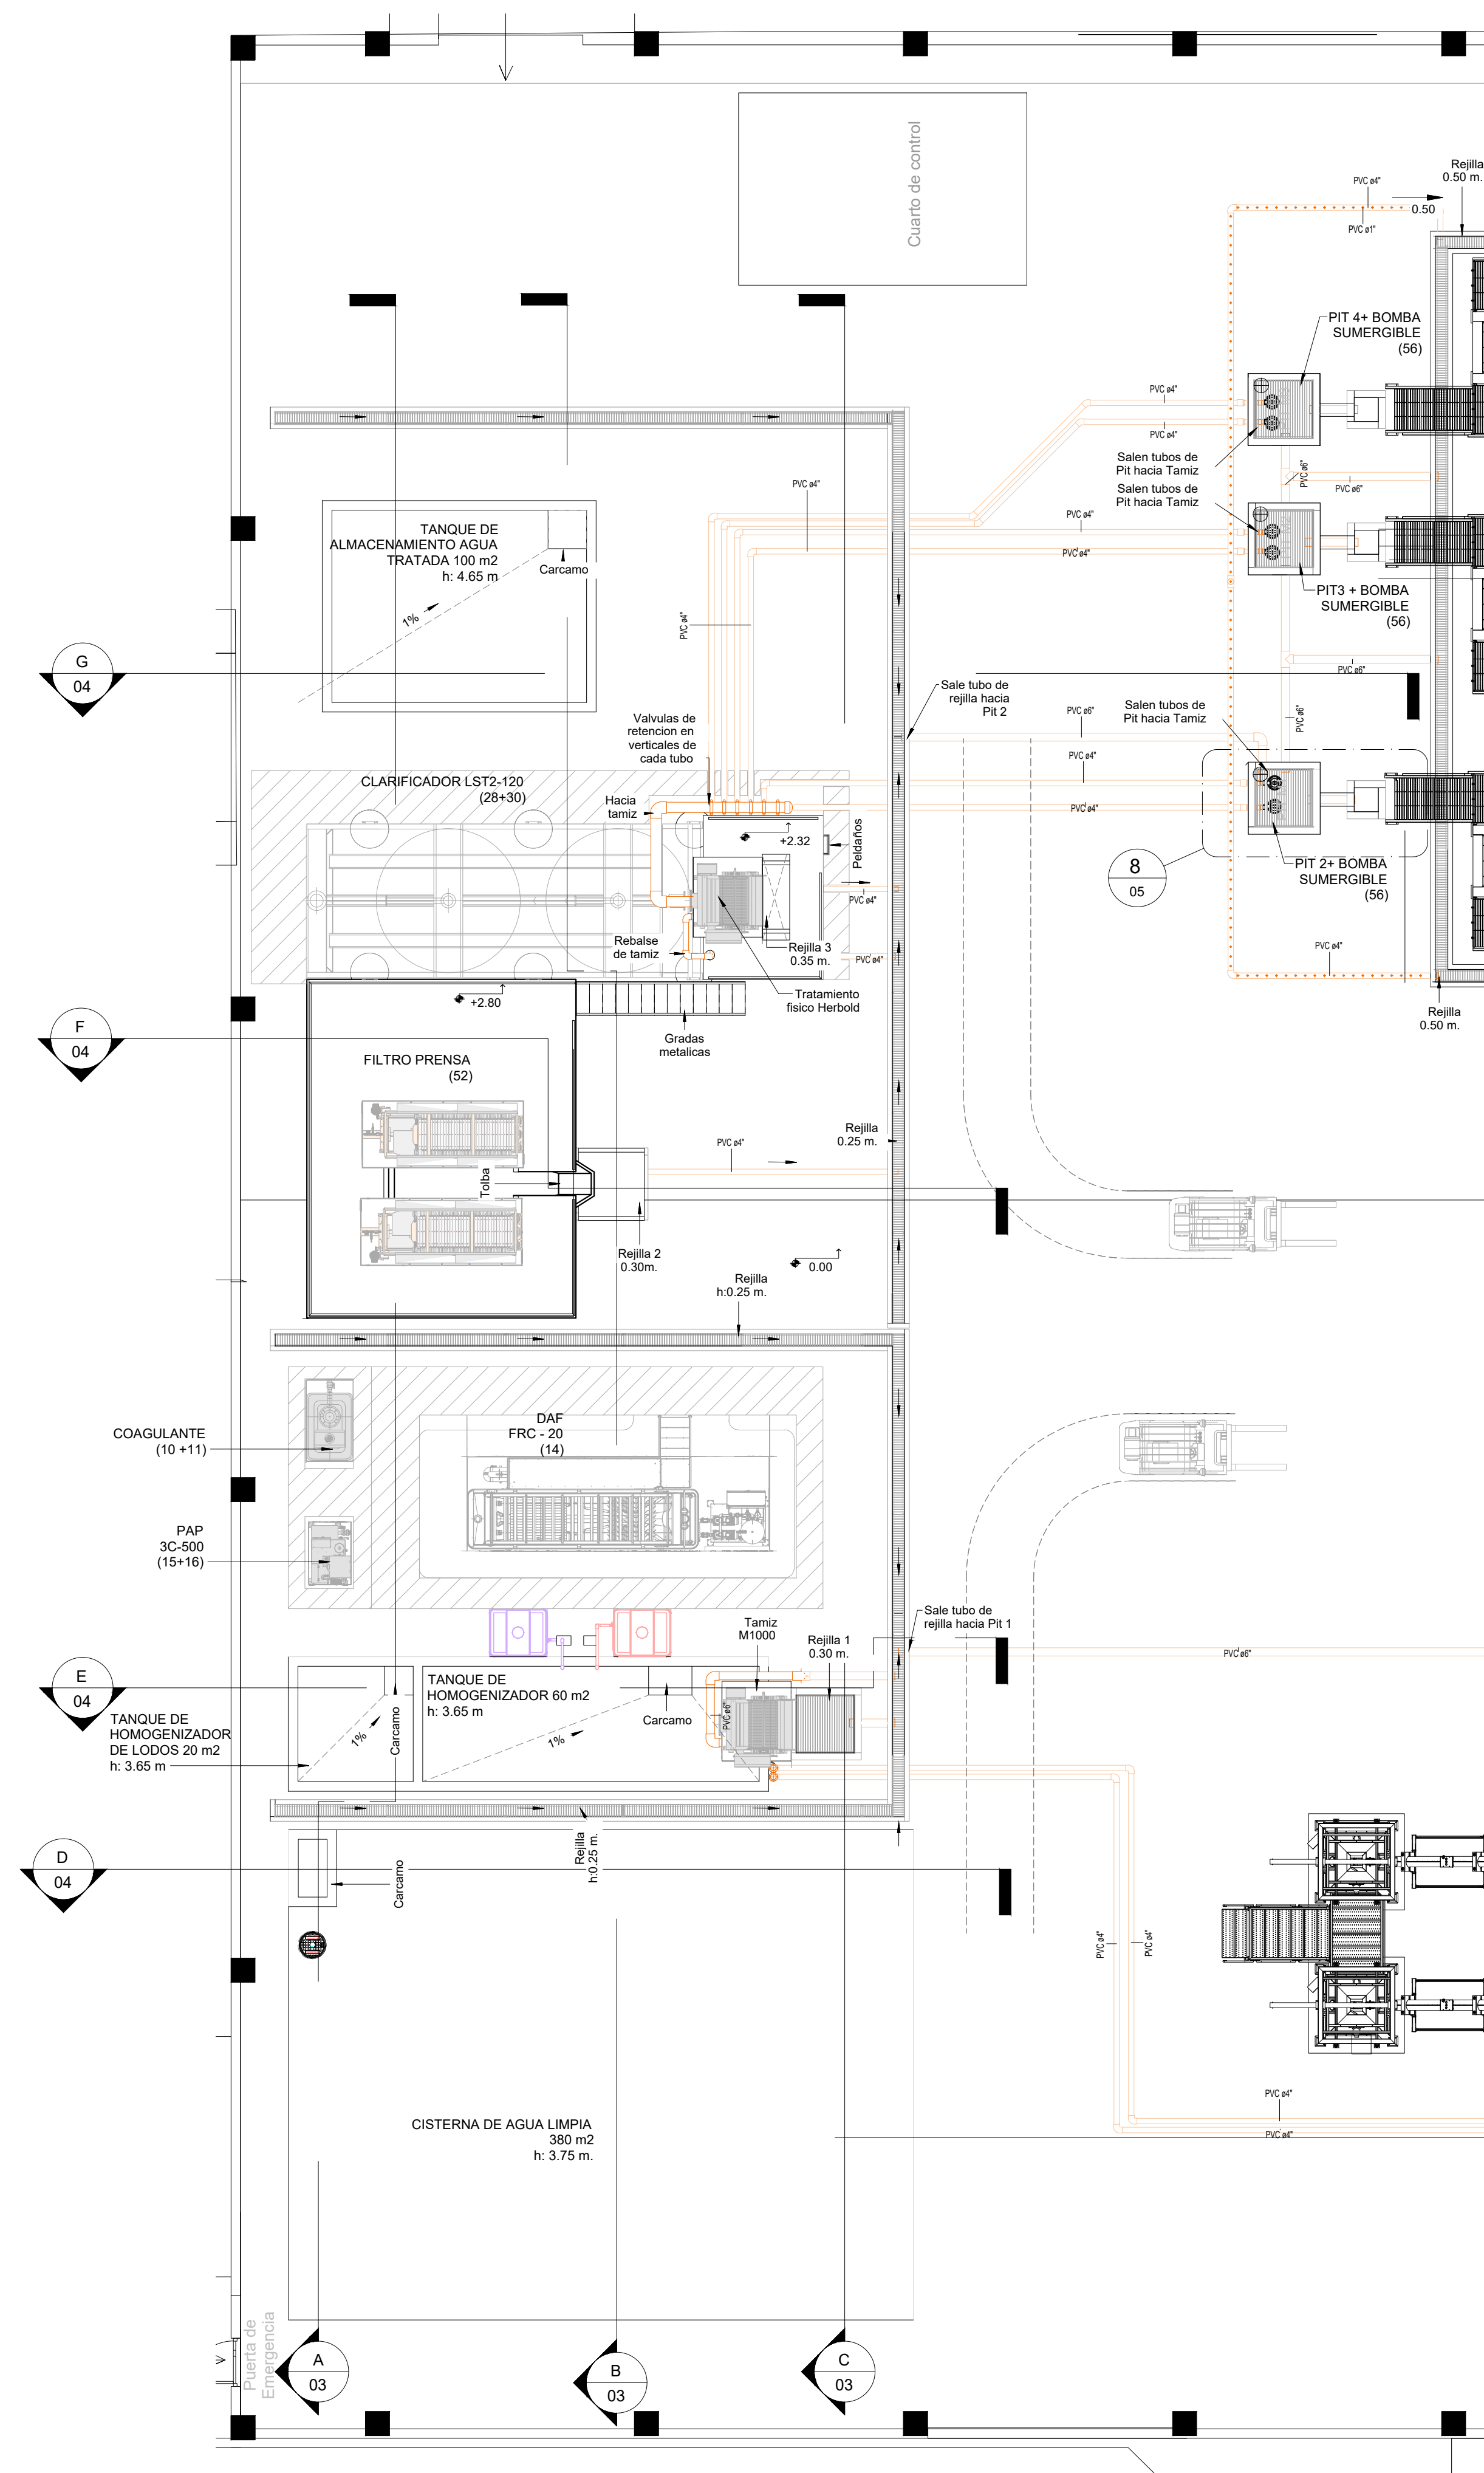 Cuarto de control
Rejilla
0.50 m.
PVC ø4"
0.50
PVC ø1"
PIT 4+ BOMBA
SUMERGIBLE
(56)
PVC ø4"
PVC ø4"
Salen tubos de
Pit hacia Tamiz
Salen tubos de
Pit hacia Tamiz
PVC ø6"
PVC ø6"
PVC ø4"
PVC ø4"
PVC ø4"
TANQUE DE
ALMACENAMIENTO AGUA
TRATADA 100 m2
h: 4.65 m
Carcamo
1%
PVC ø4"
PIT3 + BOMBA
SUMERGIBLE
(56)
G
04
PVC ø6"
Sale tubo de
rejilla hacia
Pit 2
PVC ø6"
Salen tubos de
Pit hacia Tamiz
PVC ø6"
Valvulas de
retencion en
verticales de
cada tubo
PVC ø4"
CLARIFICADOR LST2-120
(28+30)
Hacia
tamiz
+2.32
Peldaños
PVC ø4"
8
05
PIT 2+ BOMBA
SUMERGIBLE
(56)
PVC ø4"
Rebalse
de tamiz
Rejilla 3
0.35 m.
PVC ø4"
PVC ø4"
Tratamiento
fisico Herbold
+2.80
Rejilla
0.50 m.
F
04
Gradas
metalicas
FILTRO PRENSA
(52)
Rejilla
0.25 m.
PVC ø4"
Tolba
Rejilla 2
0.30m.
0.00
Rejilla
h:0.25 m.
COAGULANTE
(10 +11)
DAF
FRC - 20
(14)
PAP
3C-500
(15+16)
Sale tubo de
rejilla hacia Pit 1
Tamiz
M1000
Rejilla 1
0.30 m.
PVC ø6"
E
04
TANQUE DE
HOMOGENIZADOR 60 m2
h: 3.65 m
Carcamo
Carcamo
PVC ø6"
1%
1%
TANQUE DE
HOMOGENIZADOR
DE LODOS 20 m2
h: 3.65 m
Rejilla
h:0.25 m.
D
04
Carcamo
PVC ø4"
PVC ø4"
PVC ø4"
PVC ø4"
CISTERNA DE AGUA LIMPIA
380 m2
h: 3.75 m.
Puerta de
Emergencia
A
03
B
03
C
03